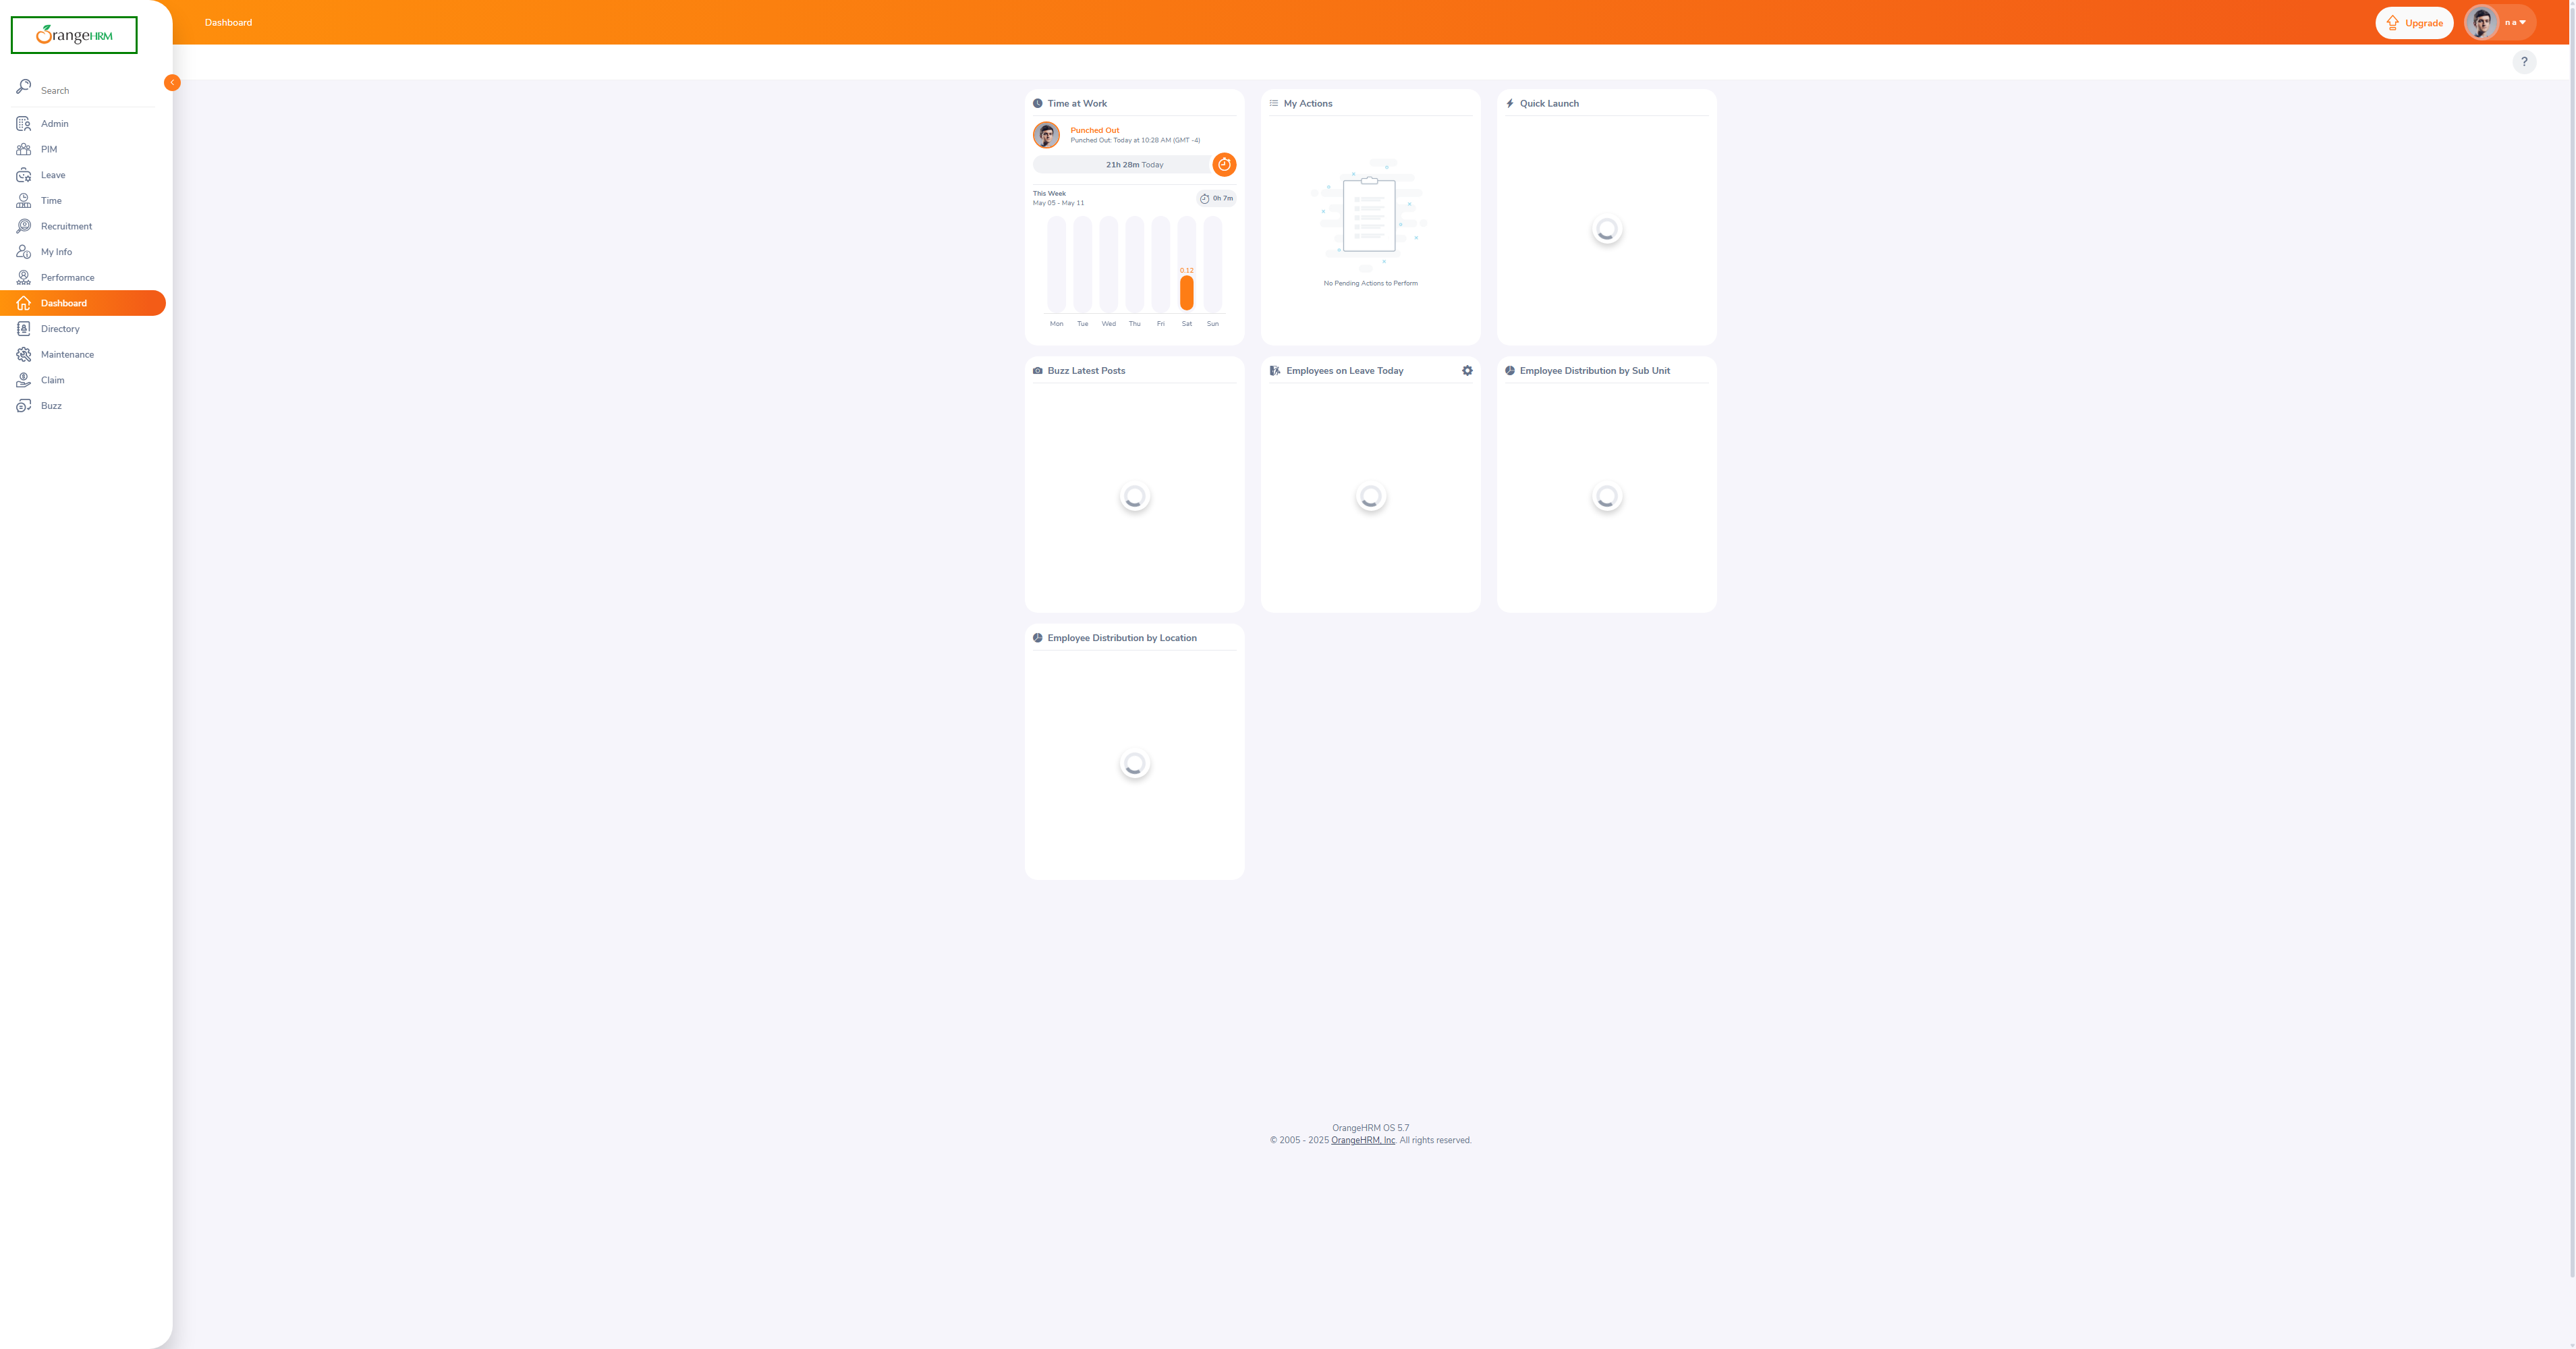 OrangeHRM
Dashboard
Upgrade
n a
Search
?
Admin
PIM
Leave
Time
Recruitment
My Info
Performance
Dashboard
Directory
Maintenance
Claim
Buzz
Time at Work
Punched Out
Punched Out: Today at 10:28 AM (GMT -4)
21h 28m Today
This Week
May 05 - May 11
0h 7m
0.12
Mon Tue Wed Thu Fri Sat Sun
My Actions
No Pending Actions to Perform
Quick Launch
Buzz Latest Posts
Employees on Leave Today
Employee Distribution by Sub Unit
Employee Distribution by Location
OrangeHRM OS 5.7
© 2005 - 2025 OrangeHRM, Inc. All rights reserved.